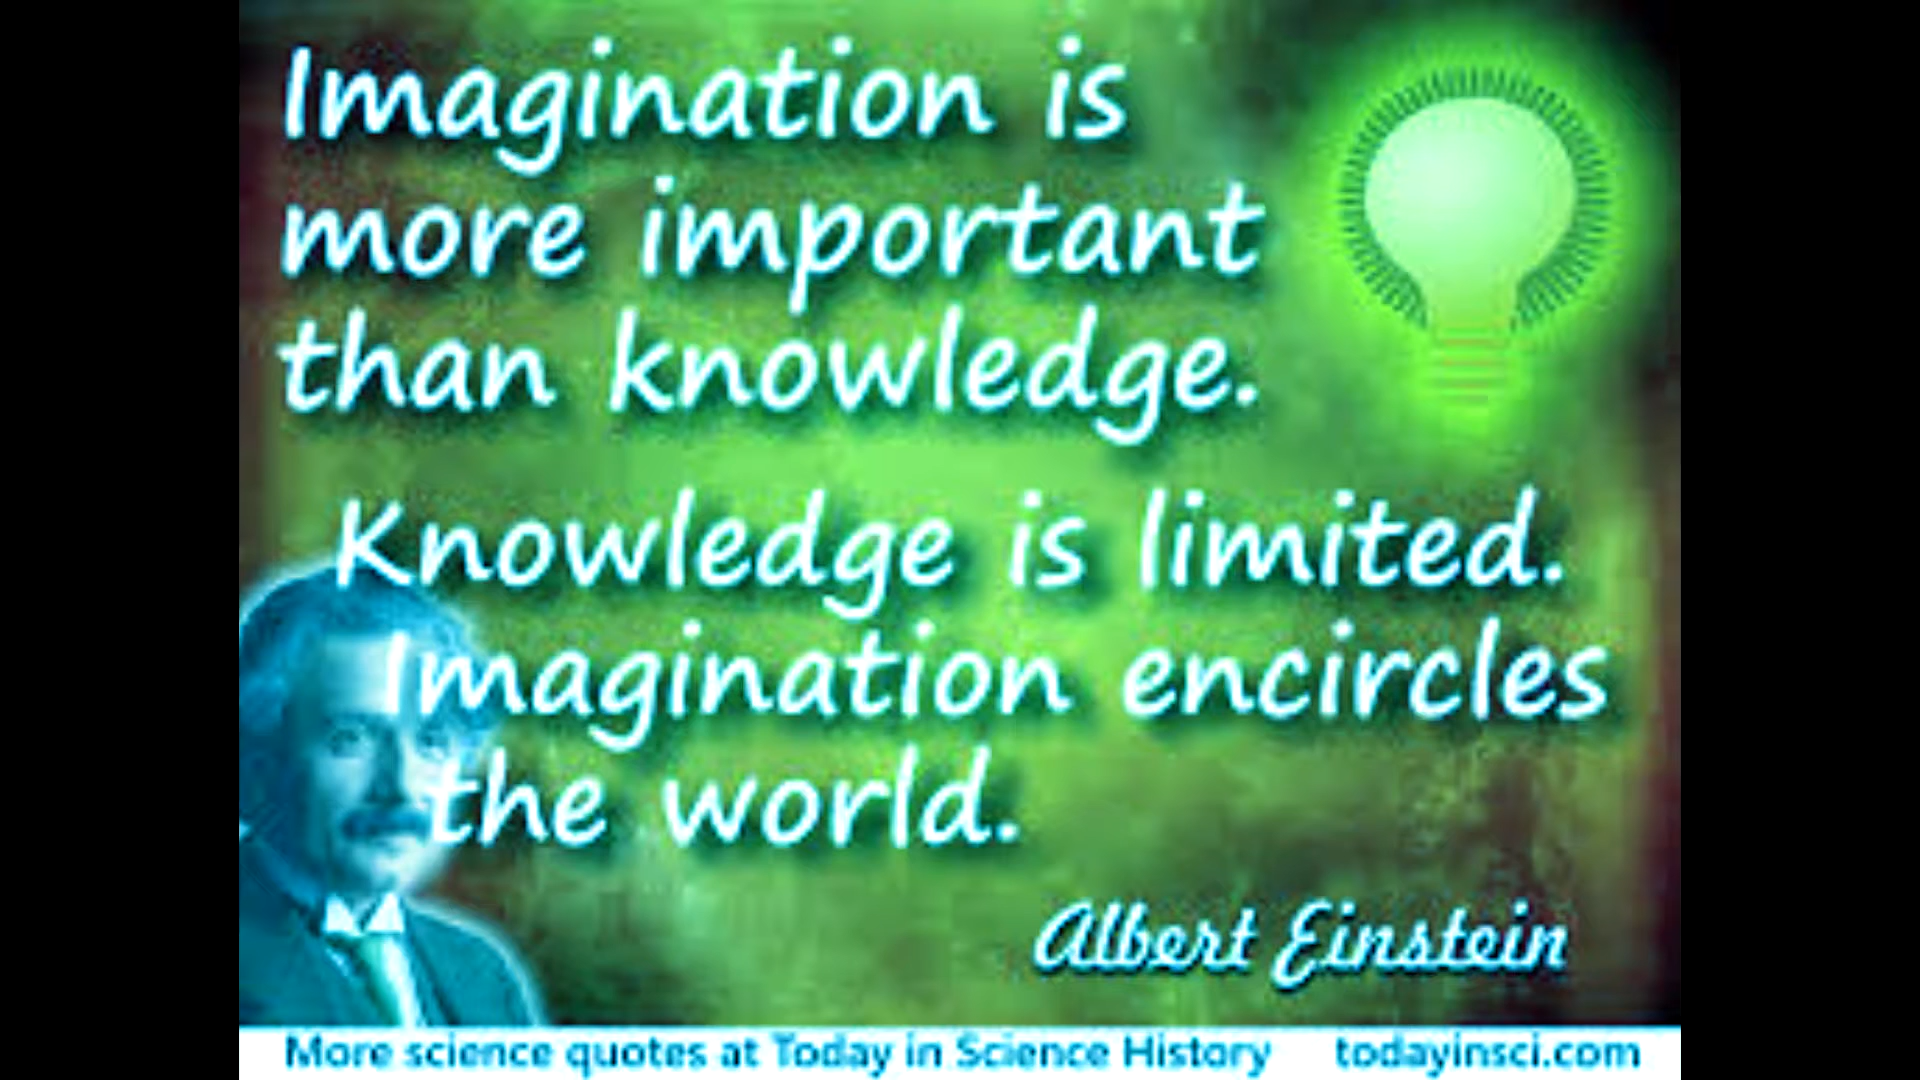 Imagination is
more important
than knowledge.
Knowledge is limited.
Imagination encircles
the world.
Albert Einstein
More science quotes at Today in Science History todayinsci.com